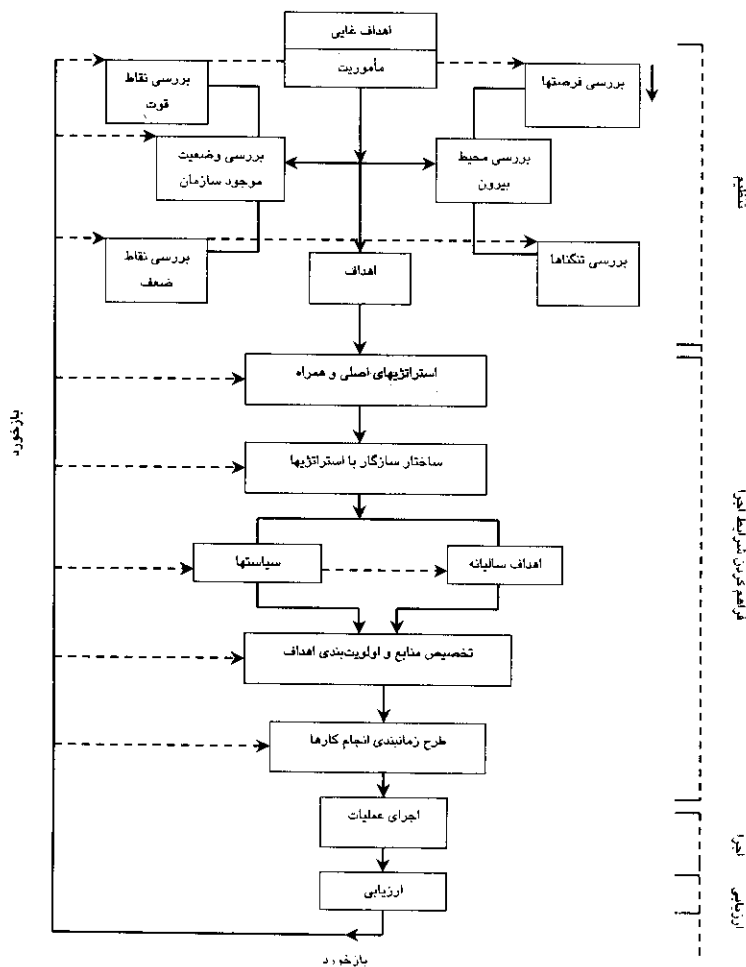 اهداف غایی
مأموریت
بررسی فرصتها
بررسی نقاط
قوت
بررسی محیط
بیرون
بررسی وضعیت
موجود سازمان
بررسی تنگناها
اهداف
بررسی نقاط
ضعف
استراتژیهای اصلی و همراه
ساختار سازگار با استراتژیها
اهداف سالیانه
سیاستها
تخصیص منابع و اولویت‌بندی اهداف
طرح زمانبندی انجام کارها
اجرای عملیات
ارزیابی
بازخورد
بازخورد
تنظیم
فراهم کردن شرایط اجرا
اجرا
ارزیابی